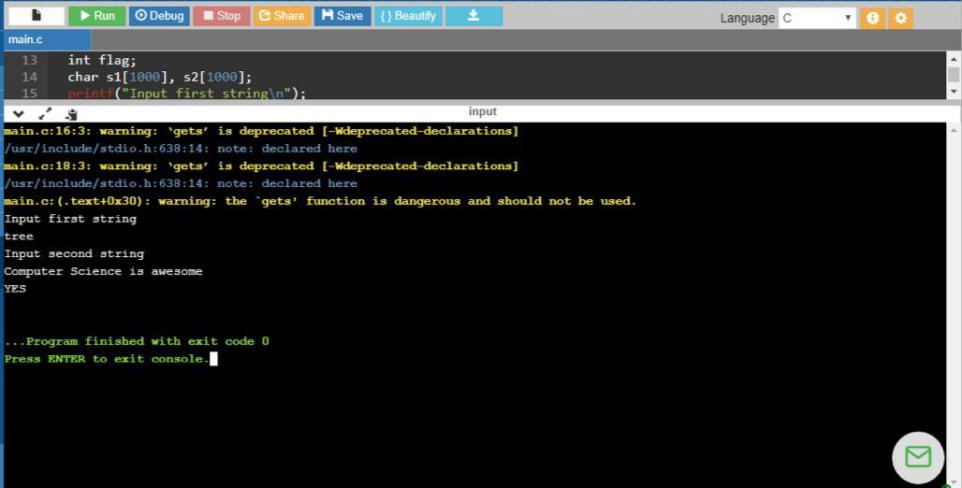 Run Debug Stop Share Save {} Beautify Language C
main.c
13 int flag;
14 char s1[1000], s2[1000];
15 printf("Input first string\n");
input
main.c:16:3: warning: ‘gets’ is deprecated [-Wdeprecated-declarations]
/usr/include/stdio.h:638:14: note: declared here
main.c:18:3: warning: ‘gets’ is deprecated [-Wdeprecated-declarations]
/usr/include/stdio.h:638:14: note: declared here
main.c:(.text+0x30): warning: the `gets' function is dangerous and should not be used.
Input first string
tree
Input second string
Computer Science is awesome
YES
...Program finished with exit code 0
Press ENTER to exit console.